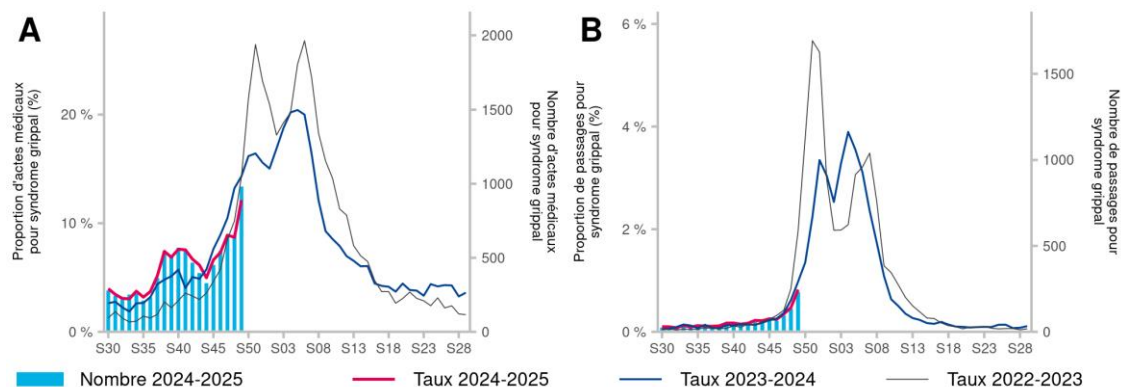 A
Proportion d'actes médicaux
pour syndrome grippal (%)
20 %
10 %
0 %
2000
1500
1000
500
0
Nombre d'actes médicaux
pour syndrome grippal
S30 S35 S40 S45 S50 S03 S08 S13 S18 S23 S28
B
Proportion de passages pour
syndrome grippal (%)
6 %
4 %
2 %
0 %
1500
1000
500
0
Nombre de passages pour
syndrome grippal
S30 S35 S40 S45 S50 S03 S08 S13 S18 S23 S28
Nombre 2024-2025 Taux 2024-2025 Taux 2023-2024 Taux 2022-2023